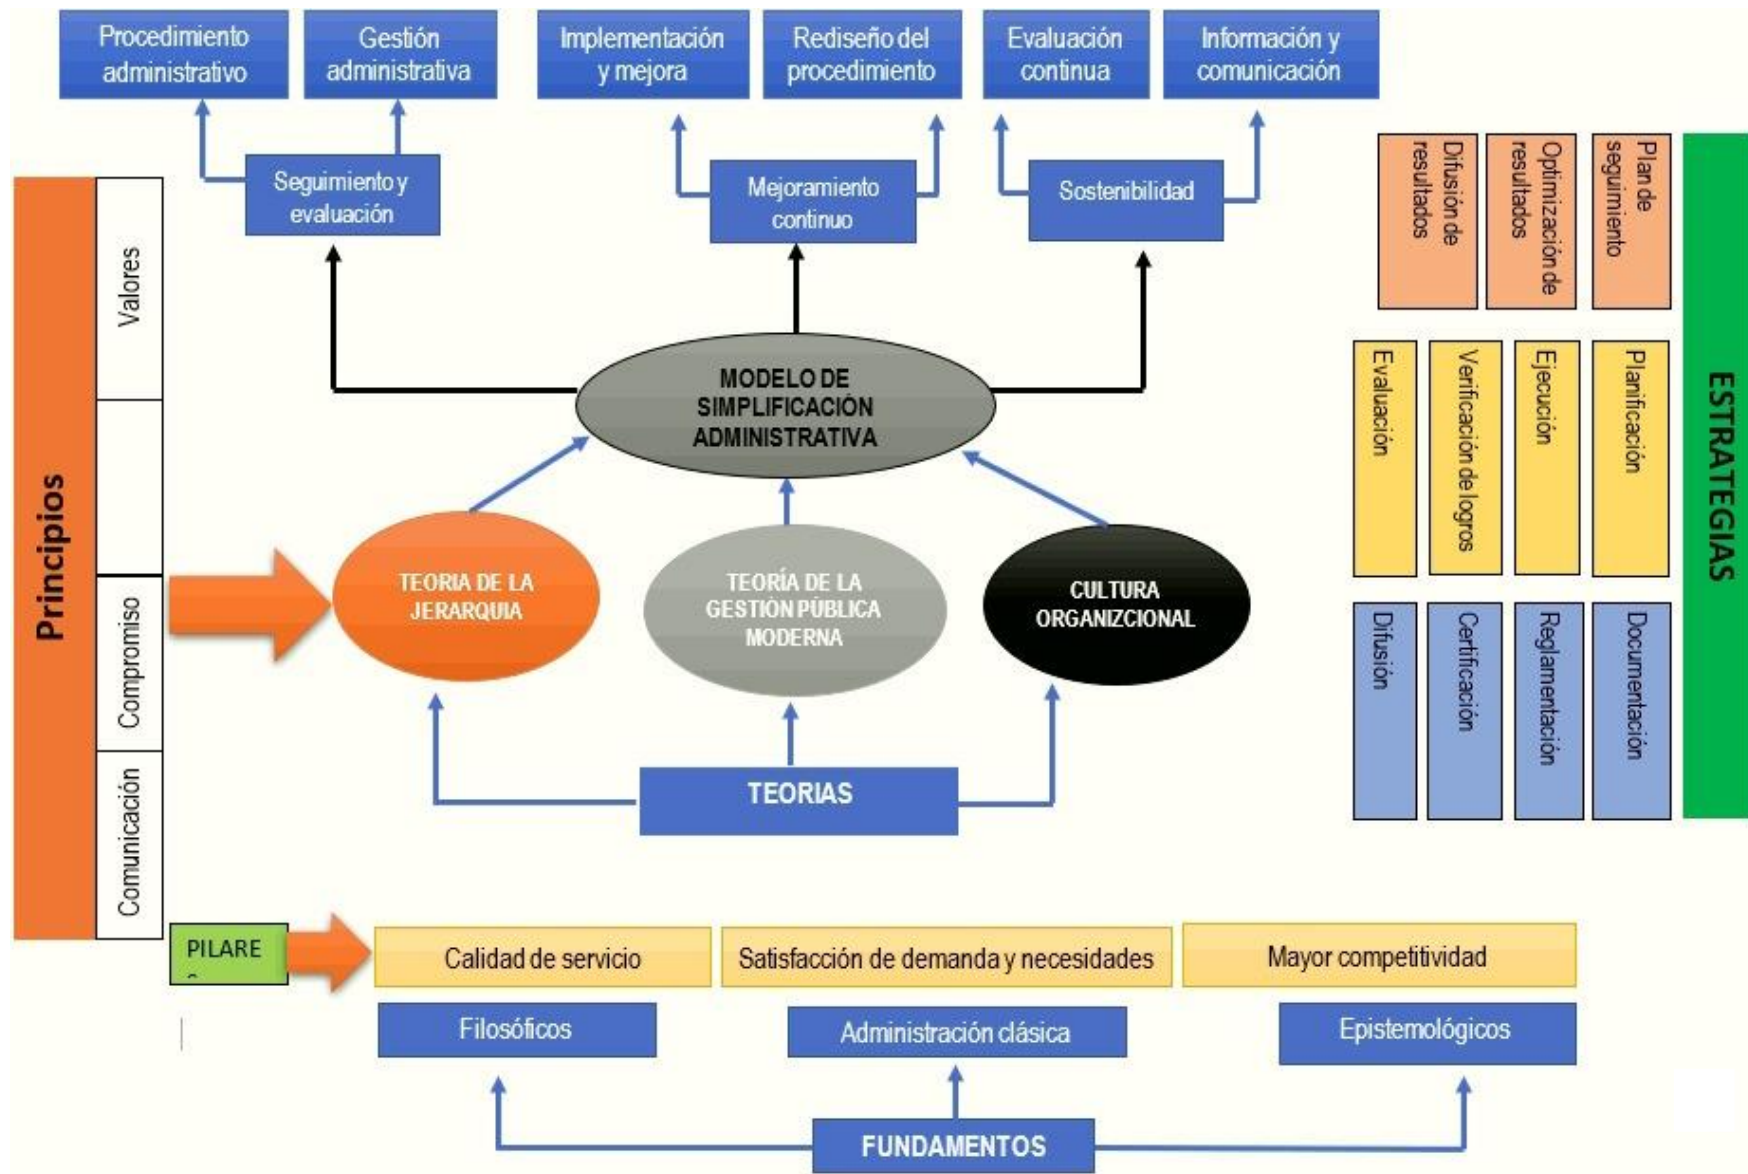 Procedimiento
administrativo
Gestión
administrativa
Implementación
y mejora
Rediseño del
procedimiento
Evaluación
continua
Información y
comunicación
Seguimiento y
evaluación
Mejoramiento
continuo
Sostenibilidad
Principios
Valores
Compromiso
Comunicación
MODELO DE
SIMPLIFICACIÓN
ADMINISTRATIVA
TEORIA DE LA
JERARQUIA
TEORÍA DE LA
GESTIÓN PÚBLICA
MODERNA
CULTURA
ORGANIZCIONAL
TEORIAS
ESTRATEGIAS
Plan de
seguimiento
Optimización de
resultados
Difusión de
resultados
Planificación
Ejecución
Verificación de logros
Evaluación
Documentación
Reglamentación
Certificación
Difusión
PILARE
Calidad de servicio
Satisfacción de demanda y necesidades
Mayor competitividad
Filosóficos
Administración clásica
Epistemológicos
FUNDAMENTOS